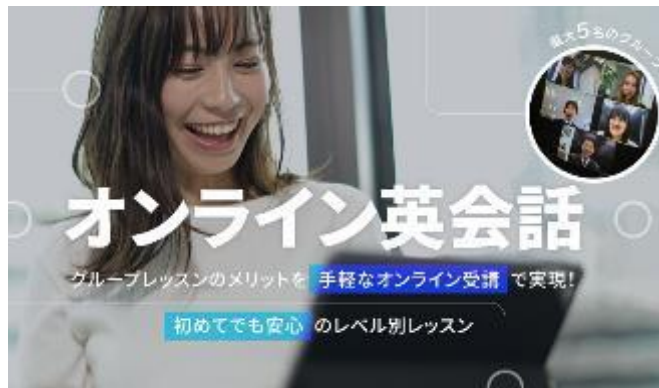 最大5名のグループ
オンライン英会話
グループレッスンのメリットを 手軽なオンライン受講 で実現!
初めてでも安心 のレベル別レッスン